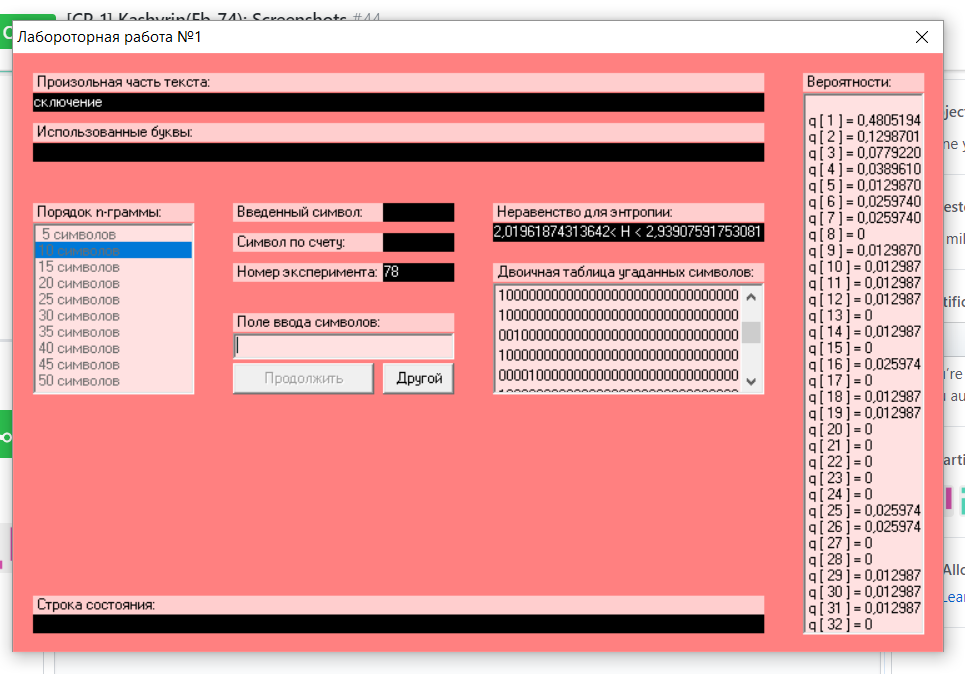 [CP-1] Kashyrin(Fb-74): Screenshots #44
Лабороторная работа №1
Произольная часть текста:
сключение
Использованные буквы:
Порядок n-граммы:
5 символов
10 символов
15 символов
20 символов
25 символов
30 символов
35 символов
40 символов
45 символов
50 символов
Введенный символ:
Символ по счету:
Номер эксперимента: 78
Поле ввода символов:
Продолжить
Другой
Неравенство для энтропии:
2,01961874313642< H < 2,93907591753081
Двоичная таблица угаданных символов:
10000000000000000000000000000000
10000000000000000000000000000000
00100000000000000000000000000000
10000000000000000000000000000000
00001000000000000000000000000000
Вероятности:
q [ 1 ] = 0,4805194
q [ 2 ] = 0,1298701
q [ 3 ] = 0,0779220
q [ 4 ] = 0,0389610
q [ 5 ] = 0,0129870
q [ 6 ] = 0,0259740
q [ 7 ] = 0,0259740
q [ 8 ] = 0
q [ 9 ] = 0,0129870
q [ 10 ] = 0,012987
q [ 11 ] = 0,012987
q [ 12 ] = 0,012987
q [ 13 ] = 0
q [ 14 ] = 0,012987
q [ 15 ] = 0
q [ 16 ] = 0,025974
q [ 17 ] = 0
q [ 18 ] = 0,012987
q [ 19 ] = 0,012987
q [ 20 ] = 0
q [ 21 ] = 0
q [ 22 ] = 0
q [ 23 ] = 0
q [ 24 ] = 0
q [ 25 ] = 0,025974
q [ 26 ] = 0,025974
q [ 27 ] = 0
q [ 28 ] = 0
q [ 29 ] = 0,012987
q [ 30 ] = 0,012987
q [ 31 ] = 0,012987
q [ 32 ] = 0
Строка состояния: